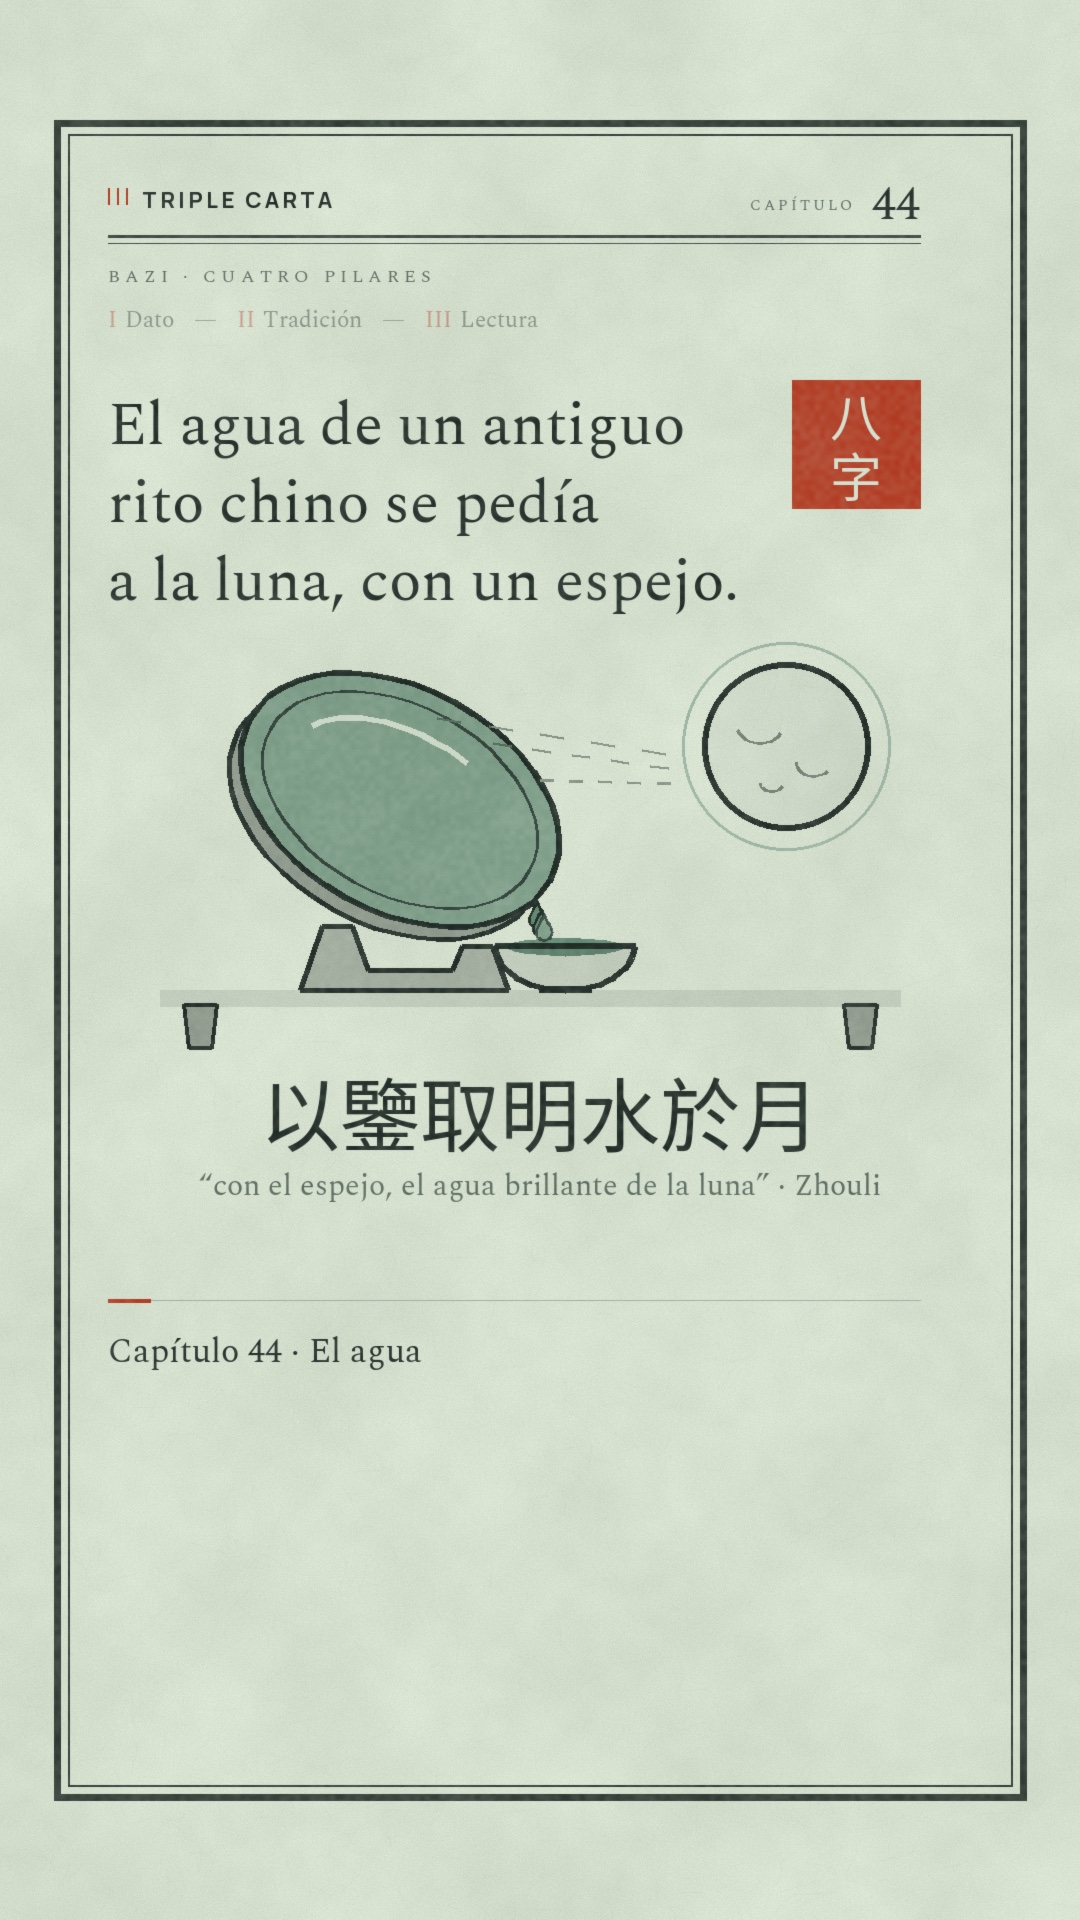 TRIPLE CARTA
CAPÍTULO 44
BAZI · CUATRO PILARES
I Dato — II Tradición — III Lectura
El agua de un antiguo
rito chino se pedía
a la luna, con un espejo.
八
字
以鑒取明水於月
“con el espejo, el agua brillante de la luna” · Zhouli
Capítulo 44 · El agua